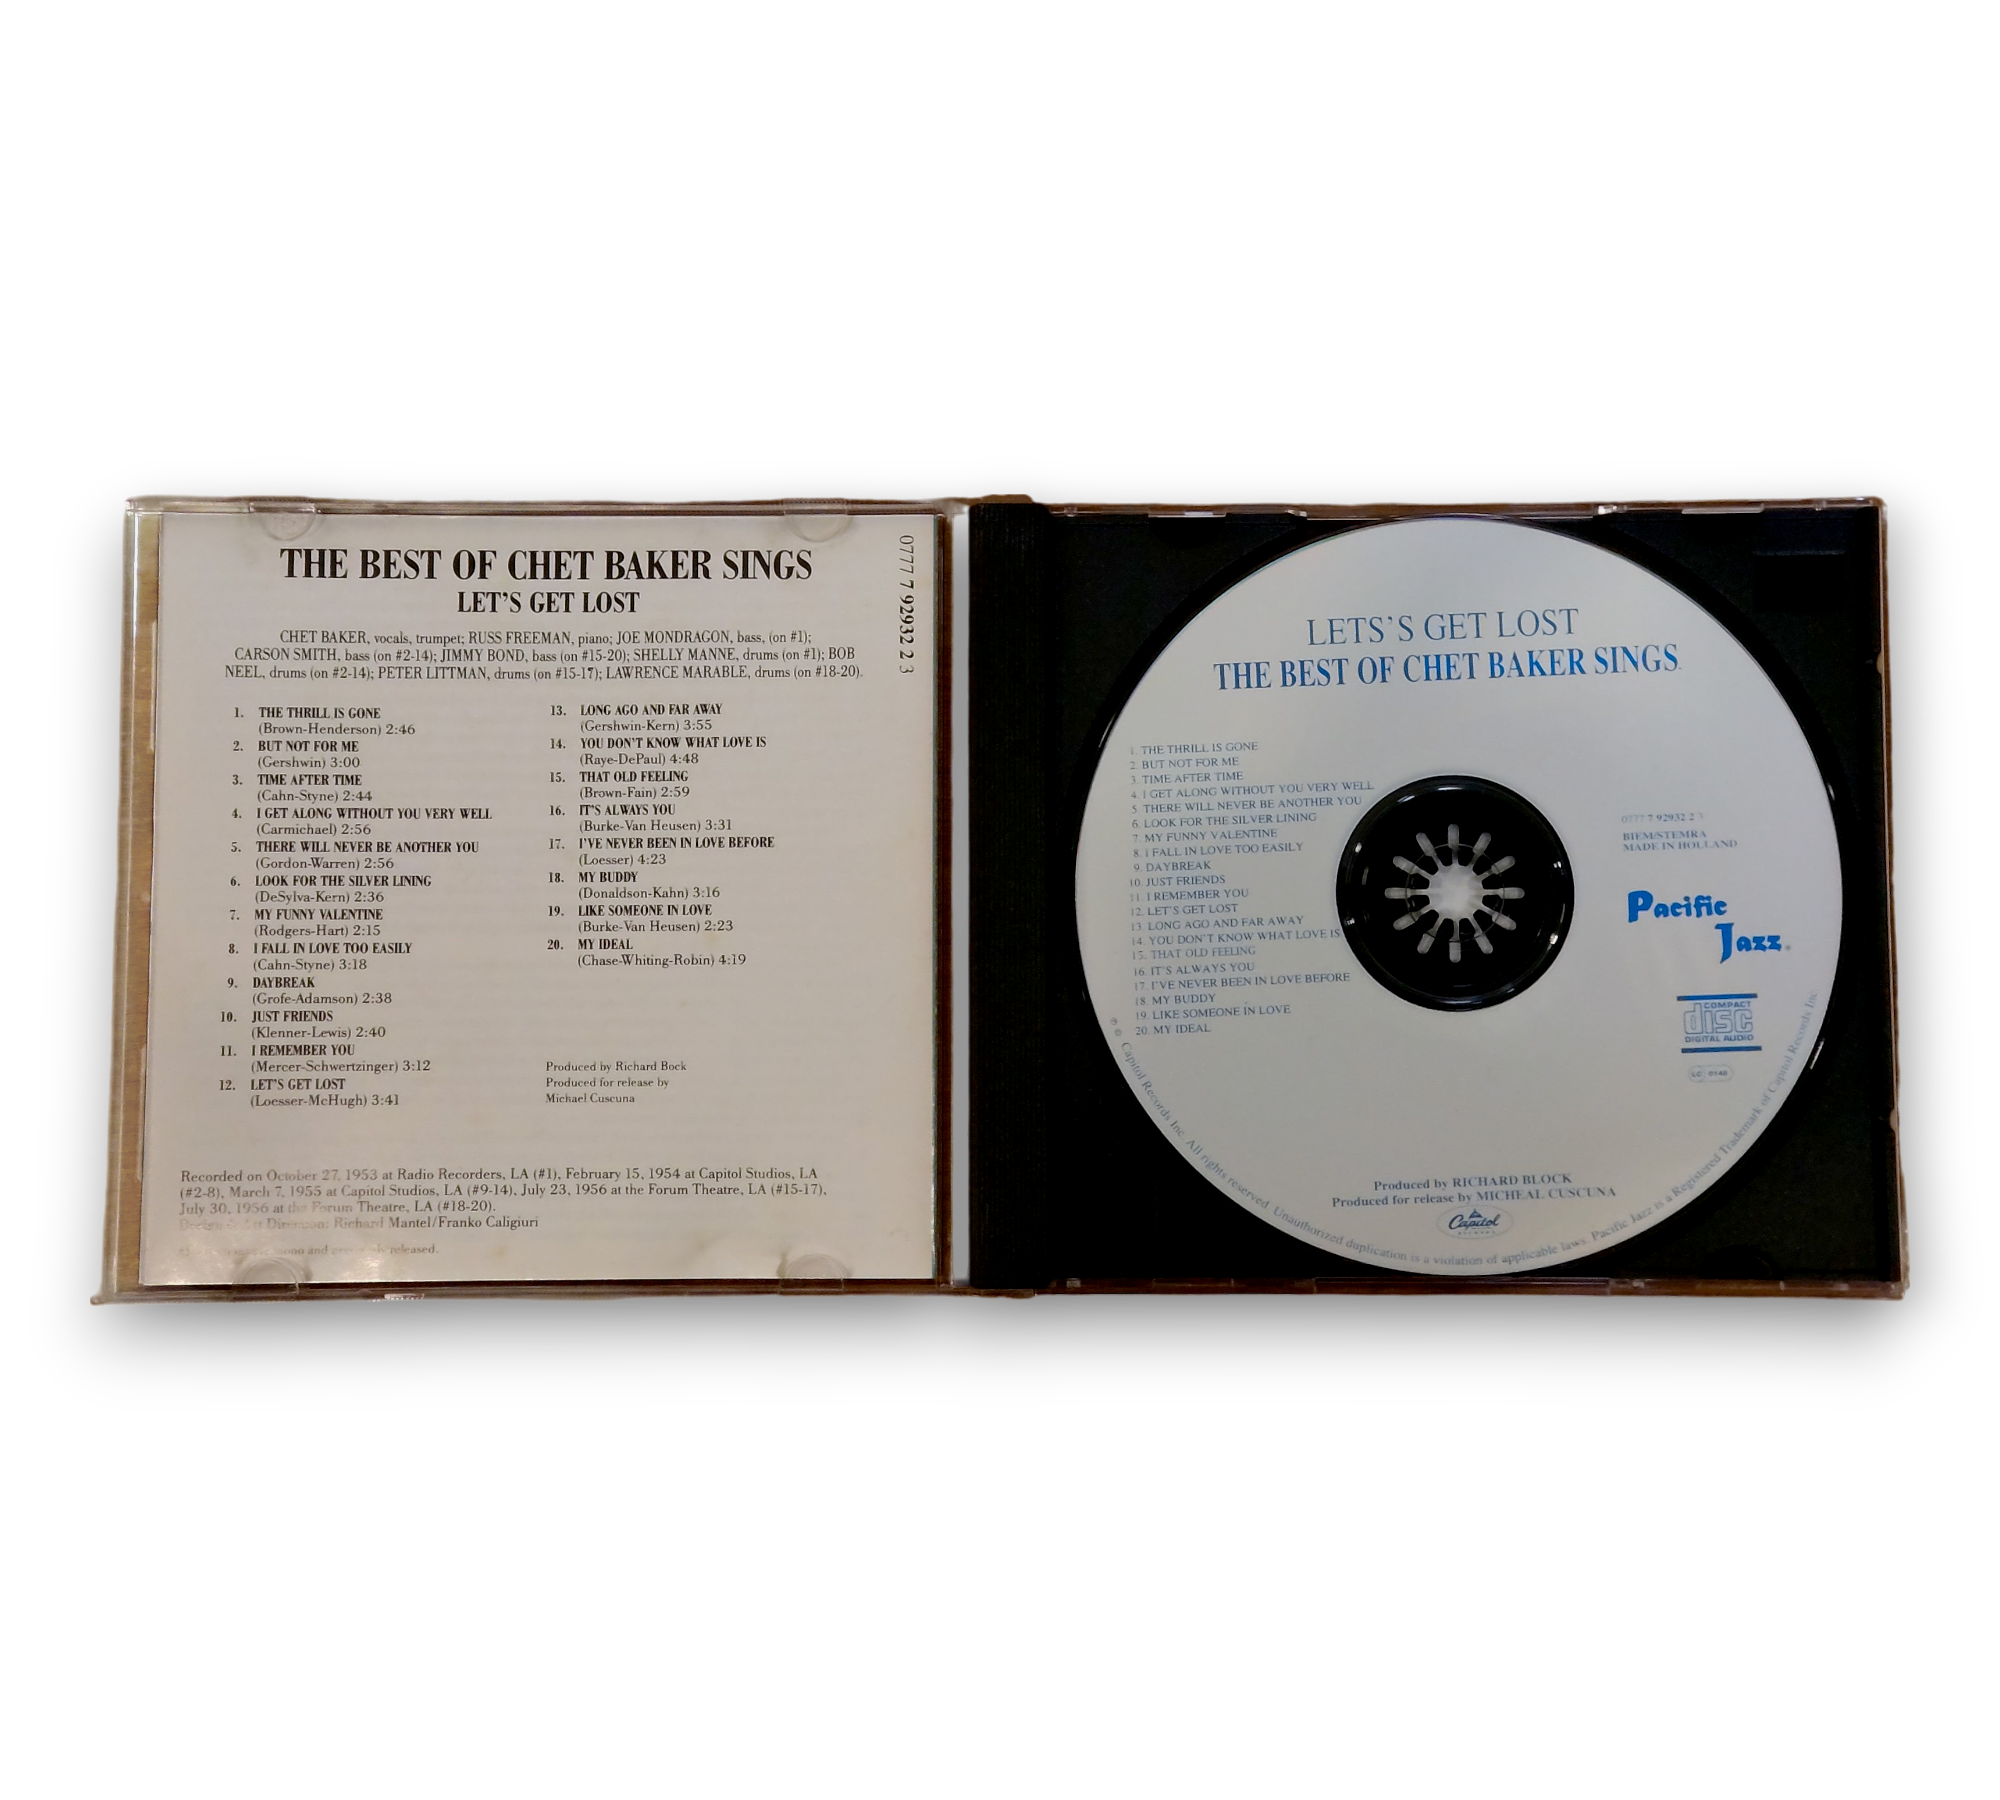 THE BEST OF CHET BAKER SINGS
LET'S GET LOST
0777 7 92932 2 3
CHET BAKER, vocals, trumpet; RUSS FREEMAN, piano; JOE MONDRAGON, bass, (on #1);
CARSON SMITH, bass (on #2-14); JIMMY BOND, bass (on #15-20); SHELLY MANNE, drums (on #1); BOB
NEEL, drums (on #2-14); PETER LITTMAN, drums (on #15-17); LAWRENCE MARABLE, drums (on #18-20).
1. THE THRILL IS GONE
(Brown-Henderson) 2:46
2. BUT NOT FOR ME
(Gershwin) 3:00
3. TIME AFTER TIME
(Cahn-Styne) 2:44
4. I GET ALONG WITHOUT YOU VERY WELL
(Carmichael) 2:56
5. THERE WILL NEVER BE ANOTHER YOU
(Gordon-Warren) 2:56
6. LOOK FOR THE SILVER LINING
(DeSylva-Kern) 2:36
7. MY FUNNY VALENTINE
(Rodgers-Hart) 2:15
8. I FALL IN LOVE TOO EASILY
(Cahn-Styne) 3:18
9. DAYBREAK
(Grofe-Adamson) 2:38
10. JUST FRIENDS
(Klenner-Lewis) 2:40
11. I REMEMBER YOU
(Mercer-Schwertzinger) 3:12
12. LET'S GET LOST
(Loesser-McHugh) 3:41
13. LONG AGO AND FAR AWAY
(Gershwin-Kern) 3:55
14. YOU DON'T KNOW WHAT LOVE IS
(Raye-DePaul) 4:48
15. THAT OLD FEELING
(Brown-Fain) 2:59
16. IT'S ALWAYS YOU
(Burke-Van Heusen) 3:31
17. I'VE NEVER BEEN IN LOVE BEFORE
(Loesser) 4:23
18. MY BUDDY
(Donaldson-Kahn) 3:16
19. LIKE SOMEONE IN LOVE
(Burke-Van Heusen) 2:23
20. MY IDEAL
(Chase-Whiting-Robin) 4:19
Produced by Richard Bock
Produced for release by
Michael Cuscuna
Recorded on October 27, 1953 at Radio Recorders, LA (#1), February 15, 1954 at Capitol Studios, LA
(#2-8), March 7, 1955 at Capitol Studios, LA (#9-14), July 23, 1956 at the Forum Theatre, LA (#15-17),
July 30, 1956 at the Forum Theatre, LA (#18-20).
Design & Art Direction: Richard Mantel/Franko Caligiuri
mono and released.
LETS'S GET LOST
THE BEST OF CHET BAKER SINGS
1. THE THRILL IS GONE
2. BUT NOT FOR ME
3. TIME AFTER TIME
4. I GET ALONG WITHOUT YOU VERY WELL
5. THERE WILL NEVER BE ANOTHER YOU
6. LOOK FOR THE SILVER LINING
7. MY FUNNY VALENTINE
8. I FALL IN LOVE TOO EASILY
9. DAYBREAK
10. JUST FRIENDS
11. I REMEMBER YOU
12. LET'S GET LOST
13. LONG AGO AND FAR AWAY
14. YOU DON'T KNOW WHAT LOVE IS
15. THAT OLD FEELING
16. IT'S ALWAYS YOU
17. I'VE NEVER BEEN IN LOVE BEFORE
18. MY BUDDY
19. LIKE SOMEONE IN LOVE
20. MY IDEAL
0777 7 92932 2 3
BIEM/STEMRA
MADE IN HOLLAND
Pacific
Jazz®
COMPACT
disc
DIGITAL AUDIO
LC 0148
Produced by RICHARD BLOCK
Produced for release by MICHEAL CUSCUNA
Capitol
RECORDS
℗ © Capitol Records Inc. All rights reserved. Unauthorized duplication is a violation of applicable laws. Pacific Jazz is a Registered Trademark of Capitol Records Inc.